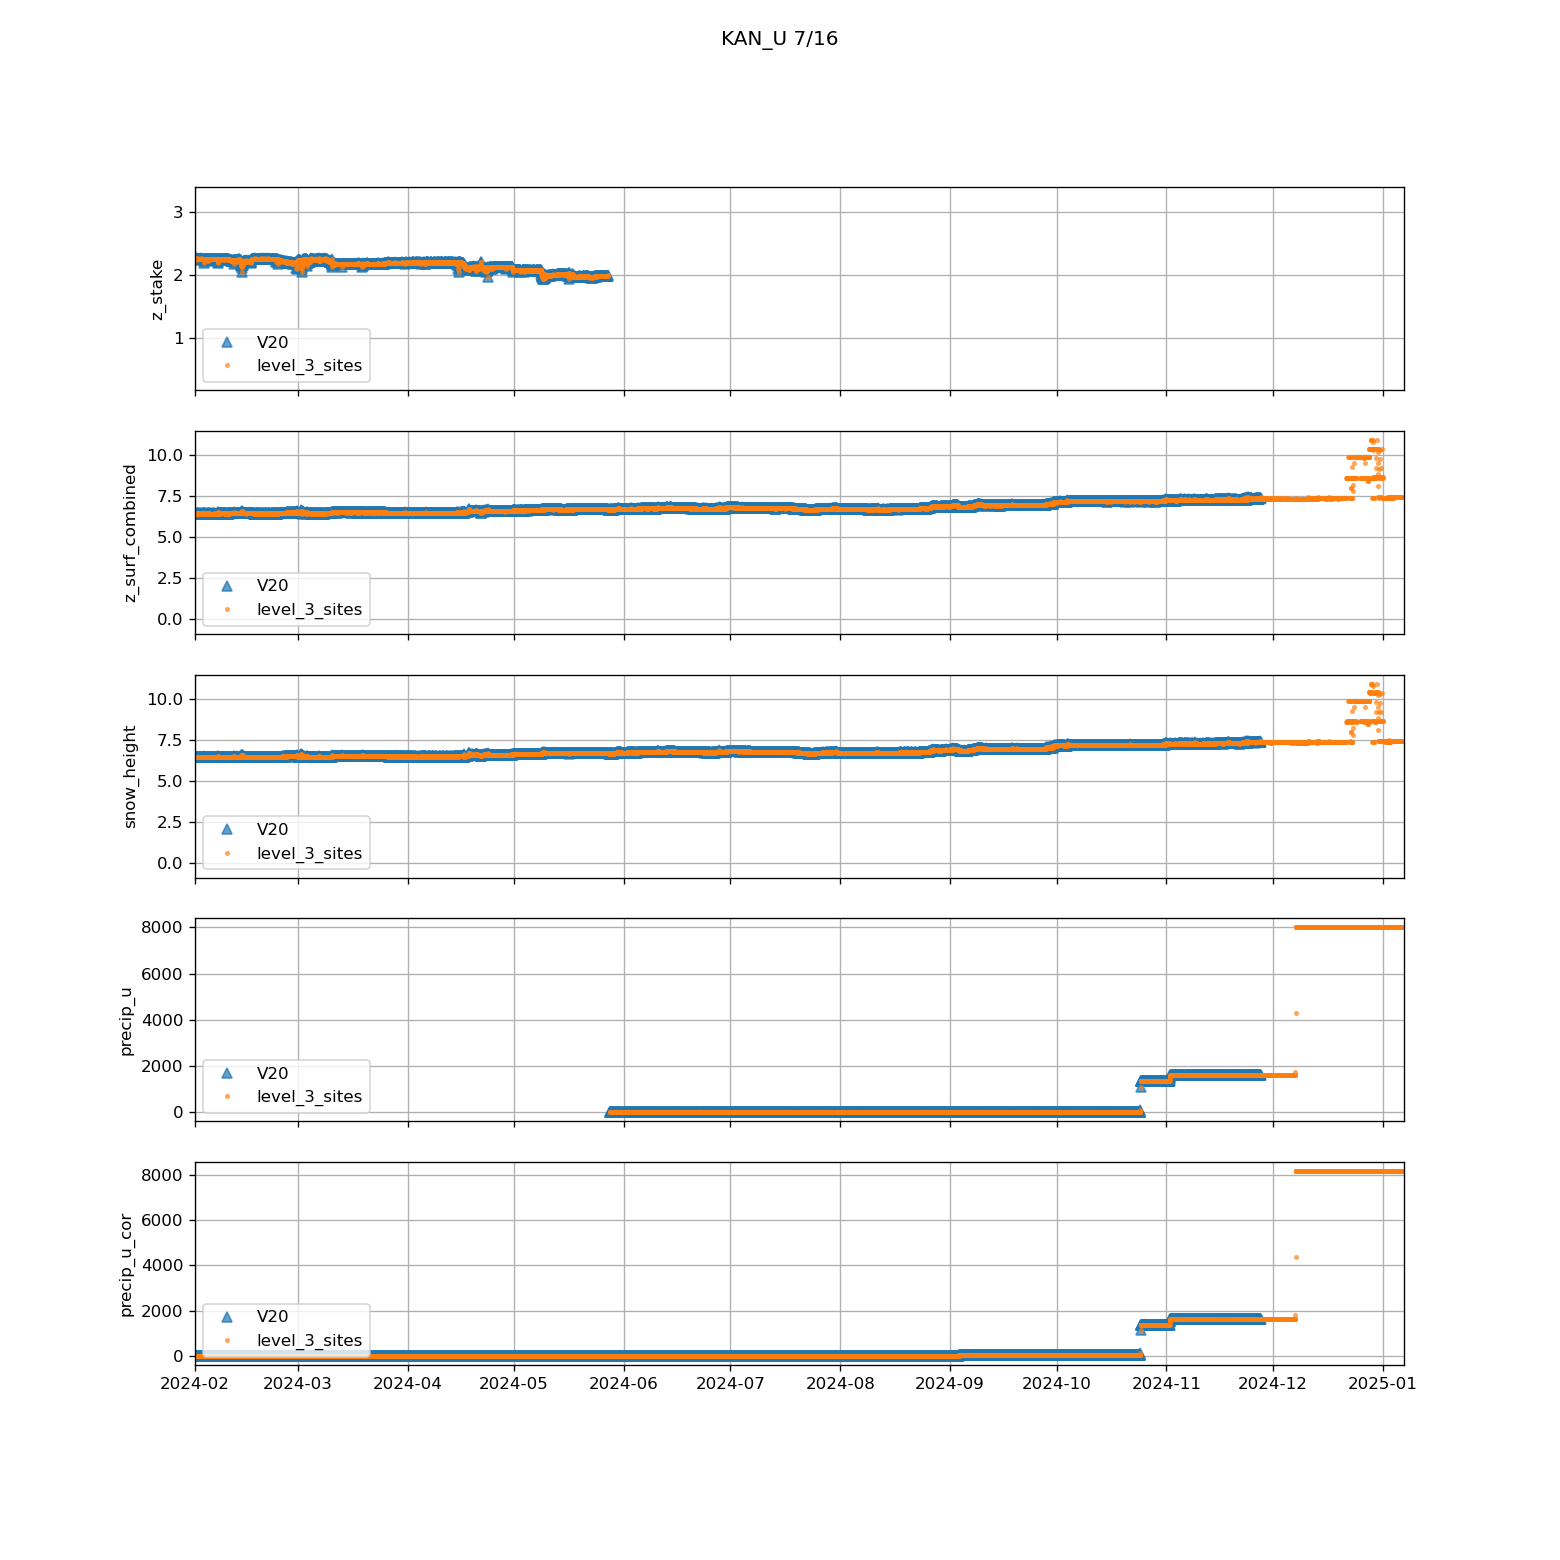 KAN_U 7/16
z_stake
3
2
1
V20
level_3_sites
z_surf_combined
10.0
7.5
5.0
2.5
0.0
V20
level_3_sites
snow_height
10.0
7.5
5.0
2.5
0.0
V20
level_3_sites
precip_u
8000
6000
4000
2000
0
V20
level_3_sites
precip_u_cor
8000
6000
4000
2000
0
V20
level_3_sites
2024-02 2024-03 2024-04 2024-05 2024-06 2024-07 2024-08 2024-09 2024-10 2024-11 2024-12 2025-01